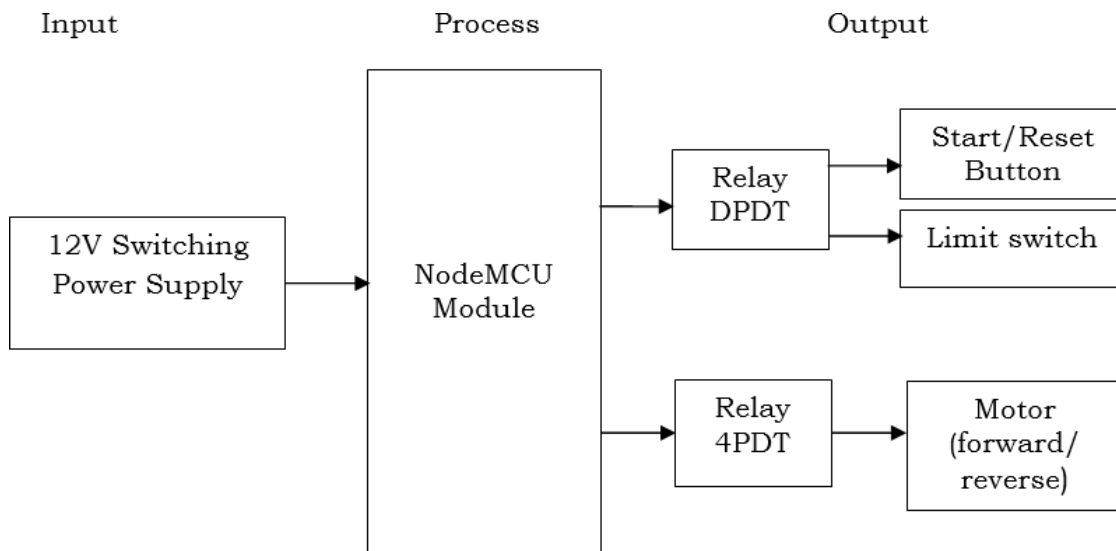 Input
Process
Output
12V Switching
Power Supply
NodeMCU
Module
Relay
DPDT
Start/Reset
Button
Limit switch
Relay
4PDT
Motor
(forward/
reverse)